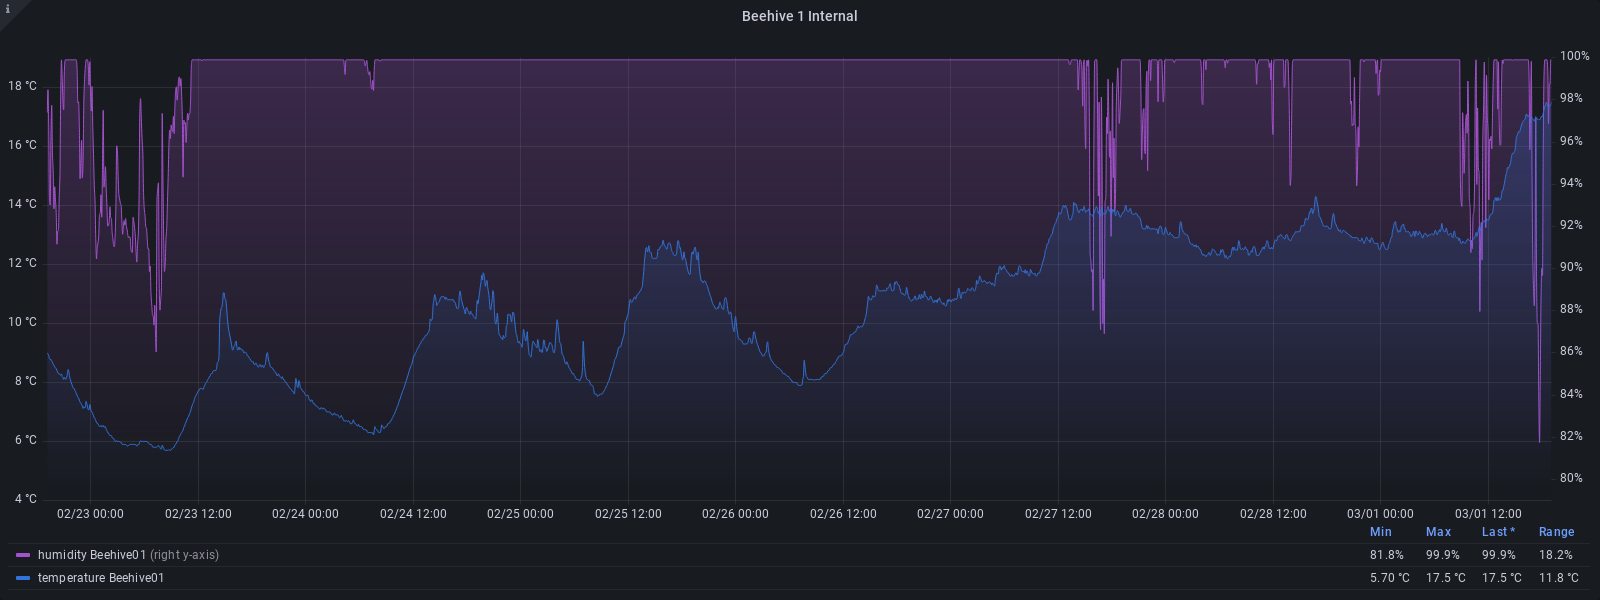 i
Beehive 1 Internal
100%
18 °C
98%
16 °C
96%
94%
14 °C
92%
12 °C
90%
10 °C
88%
86%
8 °C
84%
6 °C
82%
80%
4 °C
02/23 00:00 02/23 12:00 02/24 00:00 02/24 12:00 02/25 00:00 02/25 12:00 02/26 00:00 02/26 12:00 02/27 00:00 02/27 12:00 02/28 00:00 02/28 12:00 03/01 00:00 03/01 12:00
Min Max Last * Range
humidity Beehive01 (right y-axis) 81.8% 99.9% 99.9% 18.2%
temperature Beehive01 5.70 °C 17.5 °C 17.5 °C 11.8 °C